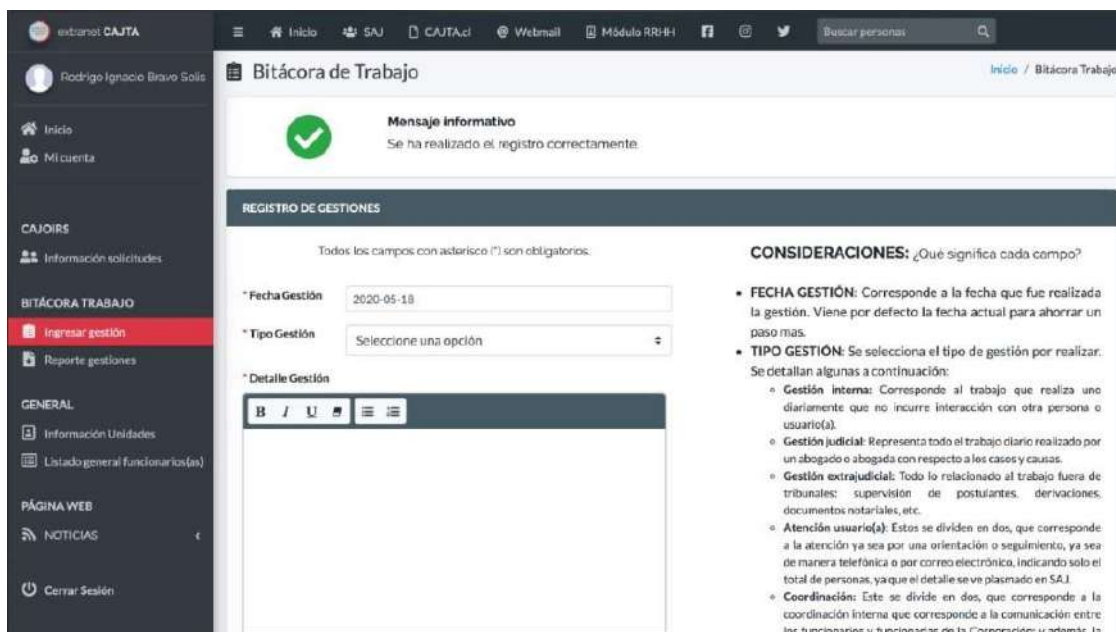 extranet CAJTA
Inicio
SAJ
CAJTA.cl
Webmail
Módulo RRHH
Buscar personas
Rodrigo Ignacio Bravo Solis
Inicio
Mi cuenta
CAJOIRS
Información solicitudes
BITÁCORA TRABAJO
Ingresar gestión
Reporte gestiones
GENERAL
Información Unidades
Listado general funcionarios(as)
PÁGINA WEB
NOTICIAS
Cerrar Sesión
Bitácora de Trabajo
Inicio / Bitácora Trabajo
Mensaje informativo
Se ha realizado el registro correctamente
REGISTRO DE GESTIONES
Todos los campos con asterisco (*) son obligatorios.
* Fecha Gestión
2020-05-18
* Tipo Gestión
Seleccione una opción
* Detalle Gestión
B I U
CONSIDERACIONES: ¿Qué significa cada campo?
• FECHA GESTIÓN: Corresponde a la fecha que fue realizada
la gestión. Viene por defecto la fecha actual para ahorrar un
paso mas.
• TIPO GESTIÓN: Se selecciona el tipo de gestión por realizar.
Se detallan algunas a continuación:
Gestión interna: Corresponde al trabajo que realiza uno
diariamente que no incurre interacción con otra persona o
usuario(a).
Gestión judicial: Representa todo el trabajo diario realizado por
un abogado o abogada con respecto a los casos y causas.
Gestión extrajudicial: Todo lo relacionado al trabajo fuera de
tribunales: supervisión de postulantes, derivaciones,
documentos notariales, etc.
Atención usuario(a): Estos se dividen en dos, que corresponde
a la atención ya sea por una orientación o seguimiento, ya sea
de manera telefónica o por correo electrónico, indicando solo el
total de personas, ya que el detalle se ve plasmado en SAJ.
Coordinación: Este se divide en dos, que corresponde a la
coordinación interna que corresponde a la comunicación entre
los funcionarios y funcionarias de la Corporación; y además, la